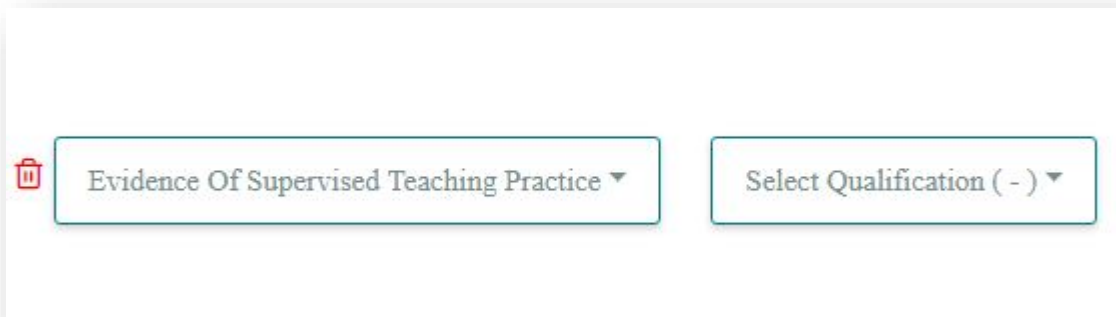 Evidence Of Supervised Teaching Practice
Select Qualification ( - )